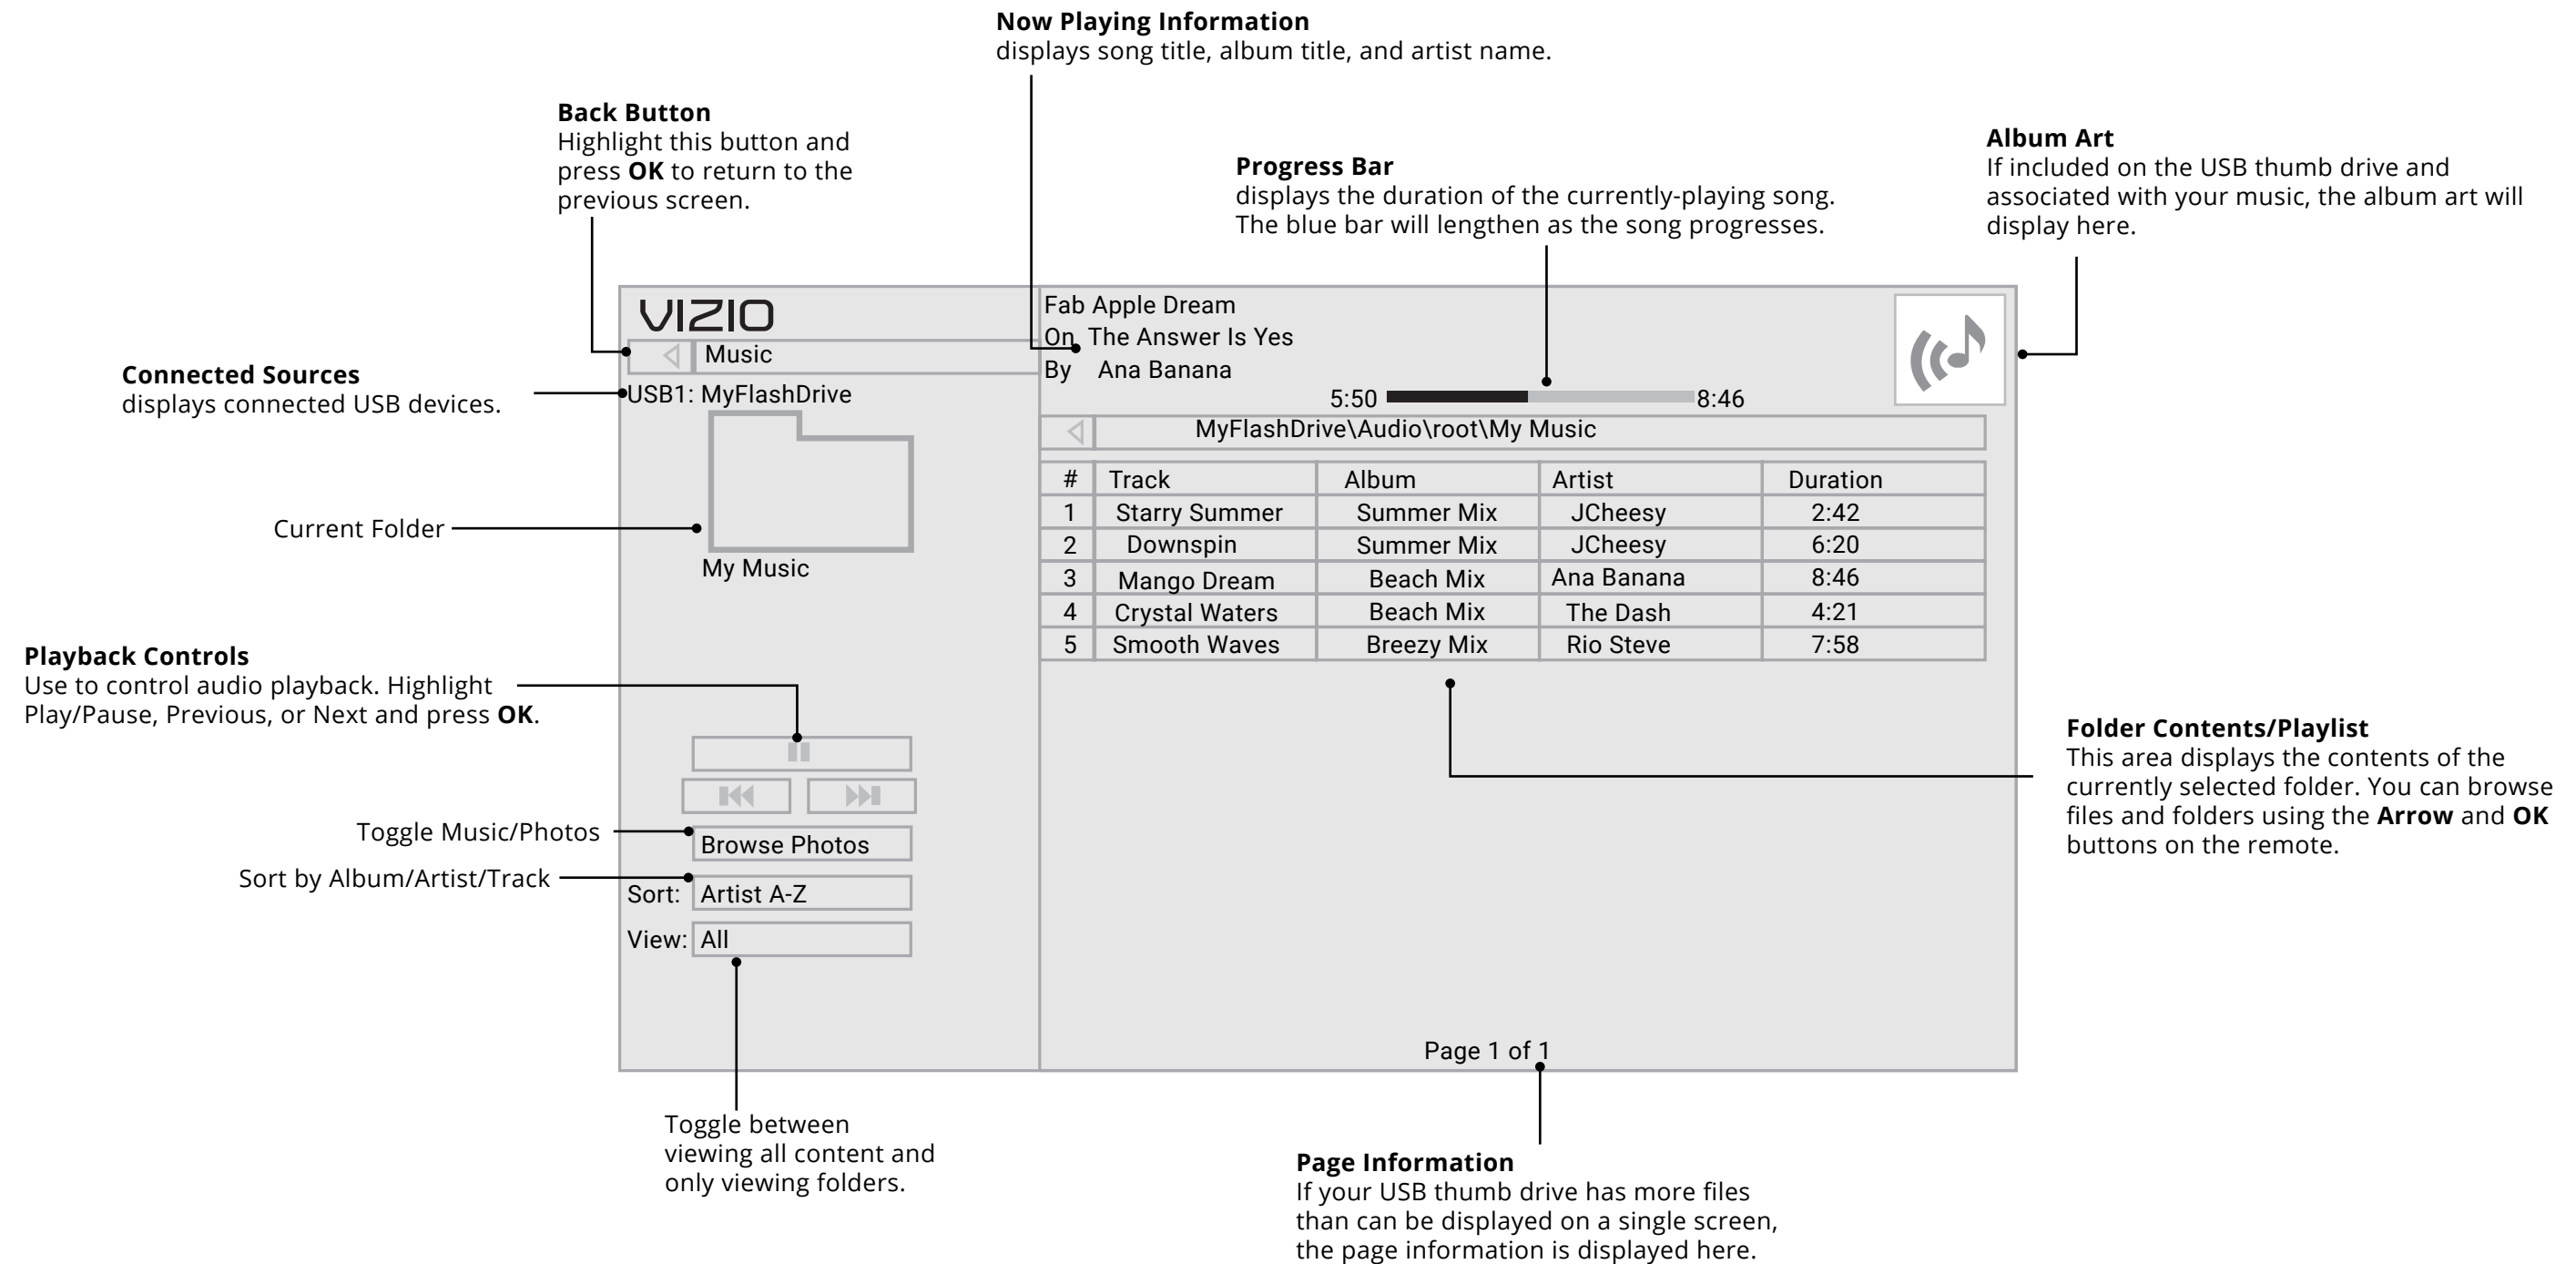 Now Playing Information
displays song title, album title, and artist name.
Back Button
Highlight this button and
press OK to return to the
previous screen.
Progress Bar
displays the duration of the currently-playing song.
The blue bar will lengthen as the song progresses.
Album Art
If included on the USB thumb drive and
associated with your music, the album art will
display here.
Connected Sources
displays connected USB devices.
Current Folder
Playback Controls
Use to control audio playback. Highlight
Play/Pause, Previous, or Next and press OK.
Toggle Music/Photos
Sort by Album/Artist/Track
VIZIO
Music
USB1: MyFlashDrive
My Music
Browse Photos
Sort: Artist A-Z
View: All
Fab Apple Dream
On The Answer Is Yes
By Ana Banana
5:50 8:46
MyFlashDrive\Audio\root\My Music
# Track Album Artist Duration
1 Starry Summer Summer Mix JCheesy 2:42
2 Downspin Summer Mix JCheesy 6:20
3 Mango Dream Beach Mix Ana Banana 8:46
4 Crystal Waters Beach Mix The Dash 4:21
5 Smooth Waves Breezy Mix Rio Steve 7:58
Page 1 of 1
Folder Contents/Playlist
This area displays the contents of the
currently selected folder. You can browse
files and folders using the Arrow and OK
buttons on the remote.
Toggle between
viewing all content and
only viewing folders.
Page Information
If your USB thumb drive has more files
than can be displayed on a single screen,
the page information is displayed here.